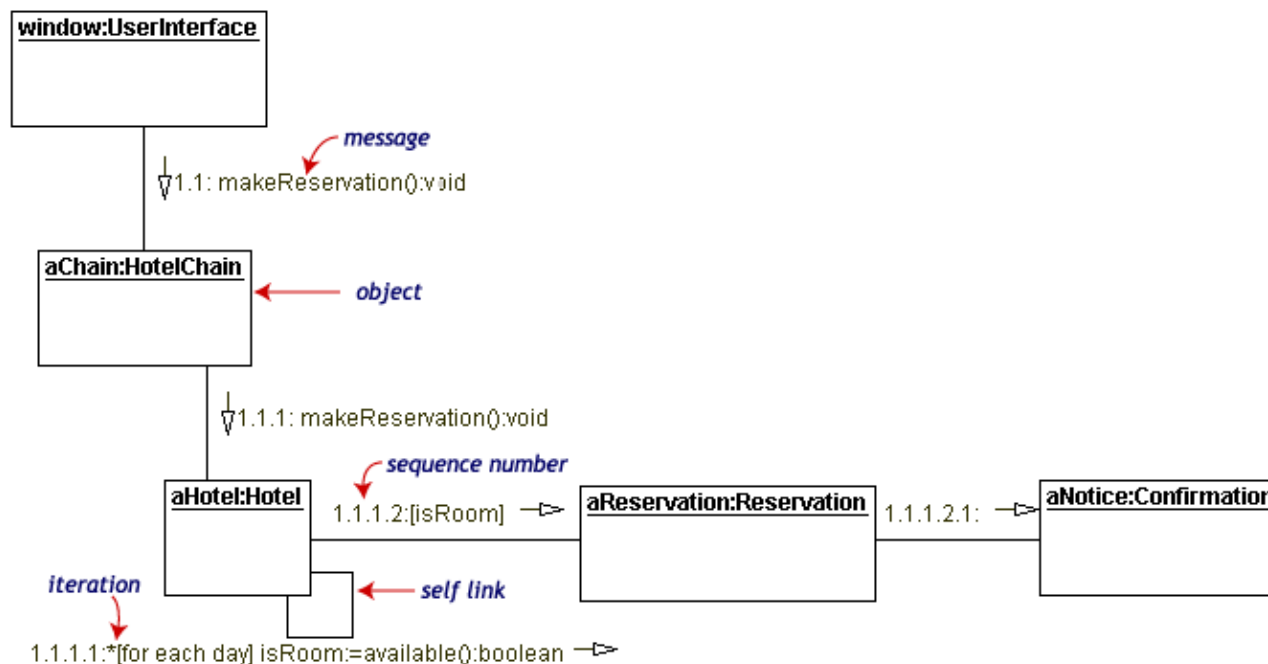 window:UserInterface
message
1.1: makeReservation():void
aChain:HotelChain
object
1.1.1: makeReservation():void
sequence number
aHotel:Hotel
1.1.1.2:[isRoom]
aReservation:Reservation
1.1.1.2.1:
aNotice:Confirmation
iteration
self link
1.1.1.1:*[for each day] isRoom:=available():boolean